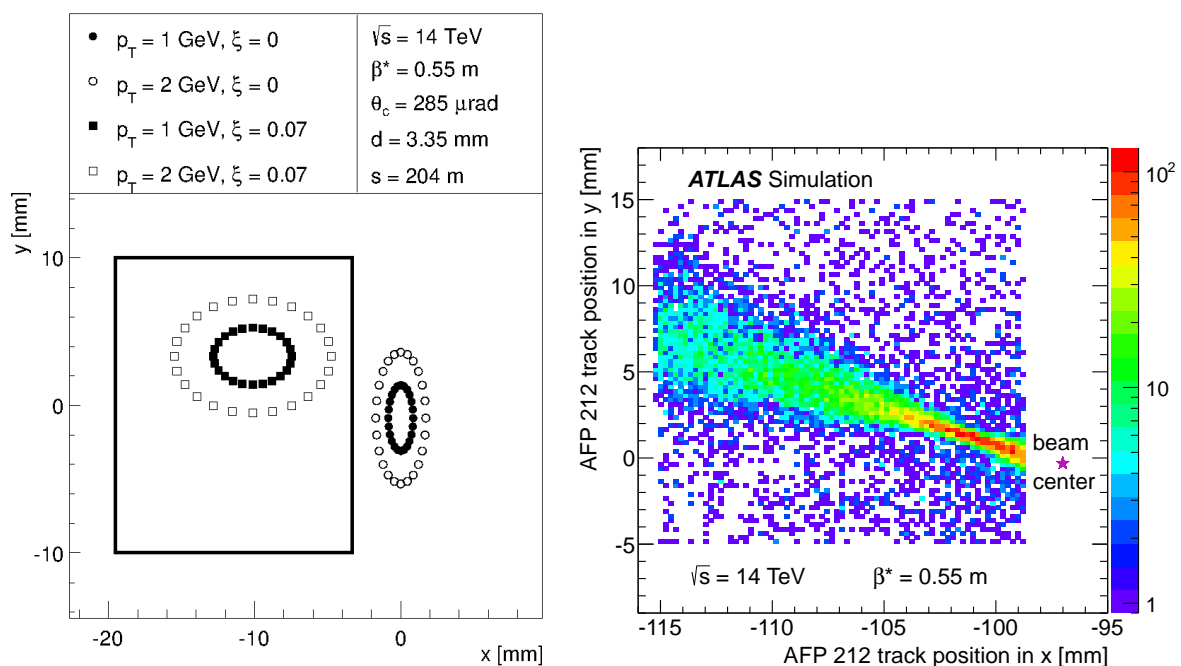 p_T = 1 GeV, ξ = 0
p_T = 2 GeV, ξ = 0
p_T = 1 GeV, ξ = 0.07
p_T = 2 GeV, ξ = 0.07
√s = 14 TeV
β* = 0.55 m
θ_c = 285 μrad
d = 3.35 mm
s = 204 m
y [mm]
10
0
-10
-20
-10
0
x [mm]
AFP 212 track position in y [mm]
15
10
5
0
-5
ATLAS Simulation
beam
center
√s = 14 TeV
β* = 0.55 m
-115
-110
-105
-100
-95
AFP 212 track position in x [mm]
10²
10
1